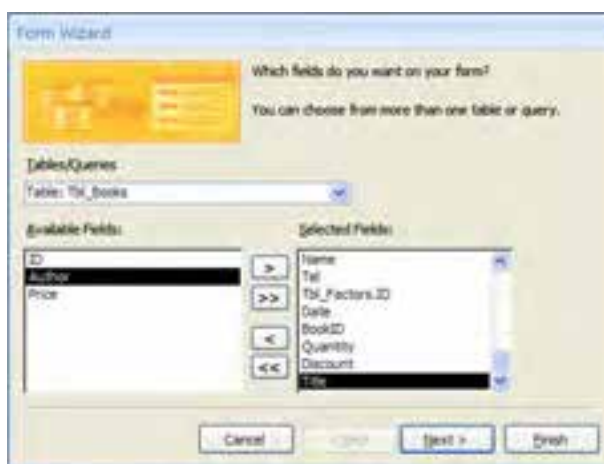 Form Wizard
Which fields do you want on your form?
You can choose from more than one table or query.
Tables/Queries
Table: Tbl_Books
Available Fields:
ID
Author
Price
>
>>
<
<<
Selected Fields:
Name
Tel
Tbl_Factors.ID
Date
BookID
Quantity
Discount
Title
Cancel
< Back
Next >
Finish